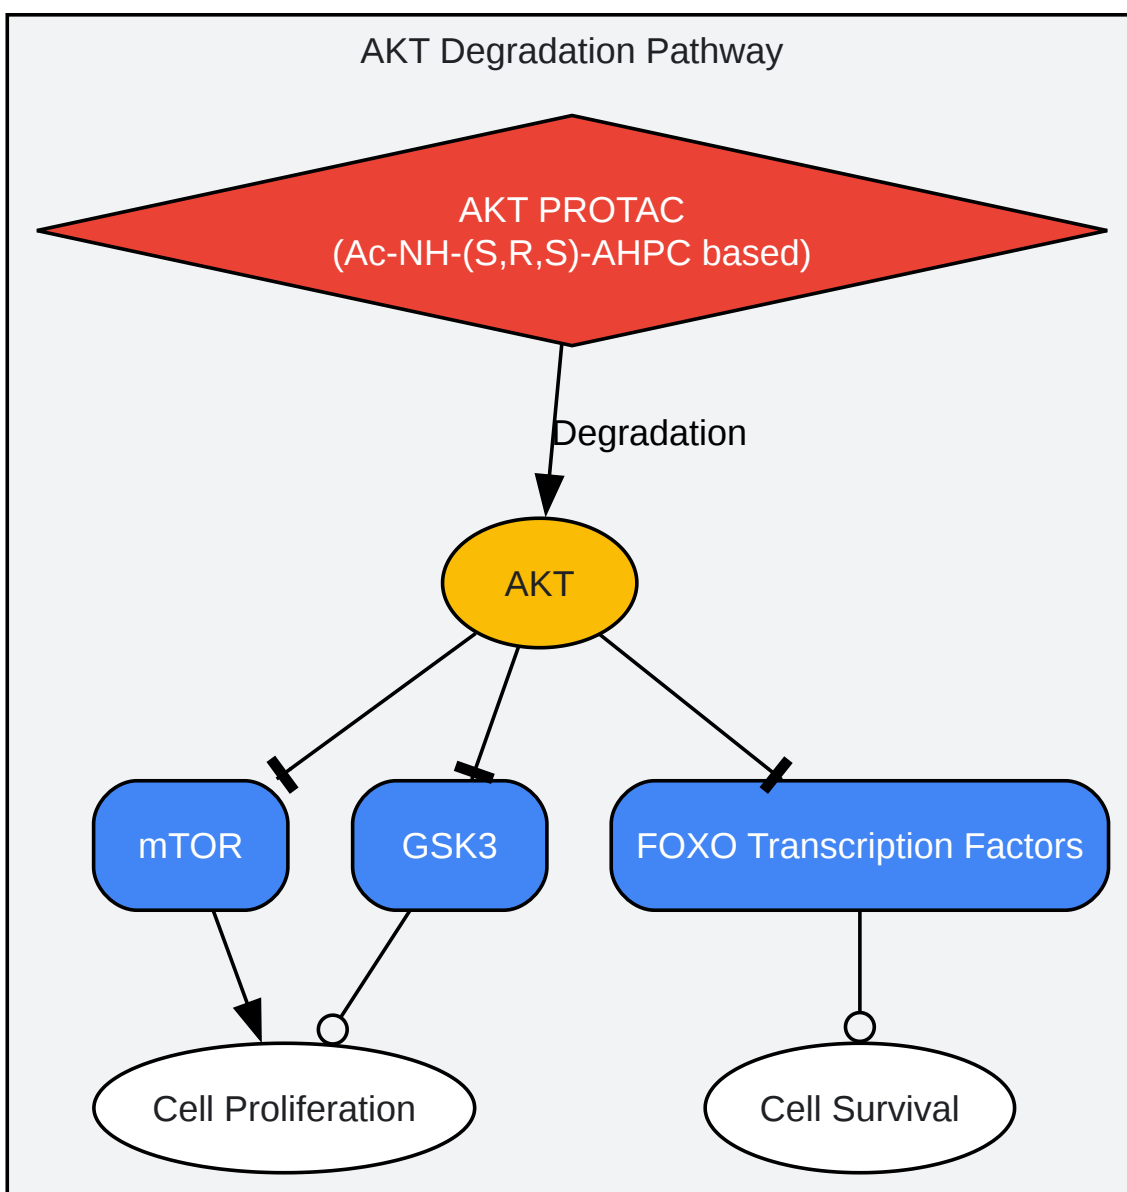 AKT Degradation Pathway
AKT PROTAC
(Ac-NH-(S,R,S)-AHPC based)
Degradation
AKT
mTOR
GSK3
FOXO Transcription Factors
Cell Proliferation
Cell Survival